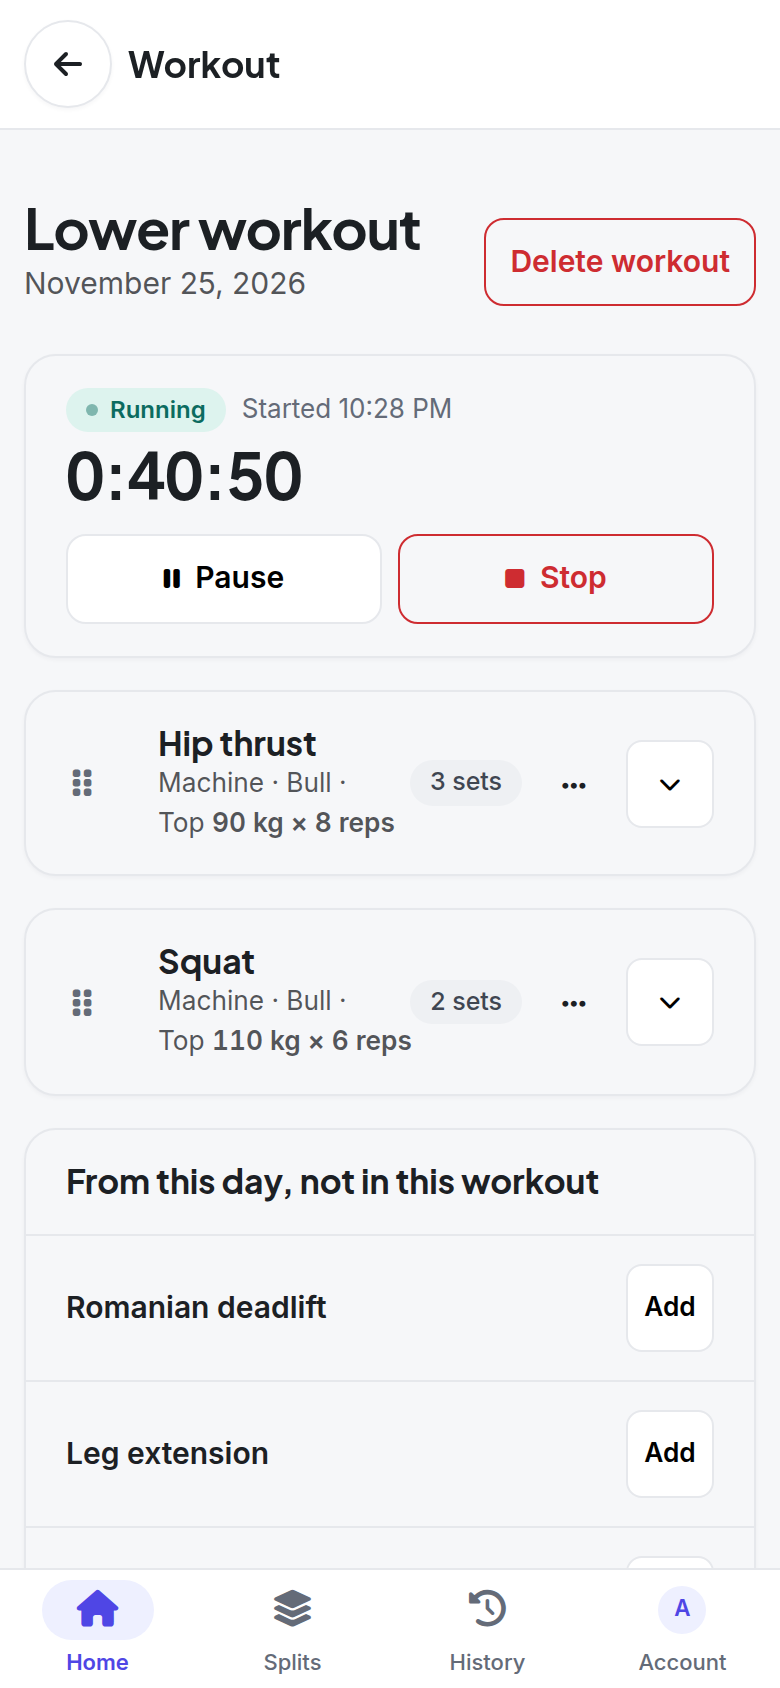 Workout
Lower workout
November 25, 2026
Delete workout
Running
Started 10:28 PM
0:40:50
Pause
Stop
Hip thrust
Machine · Bull ·
Top 90 kg × 8 reps
3 sets
Squat
Machine · Bull ·
Top 110 kg × 6 reps
2 sets
From this day, not in this workout
Romanian deadlift
Add
Leg extension
Add
Home
Splits
History
A
Account